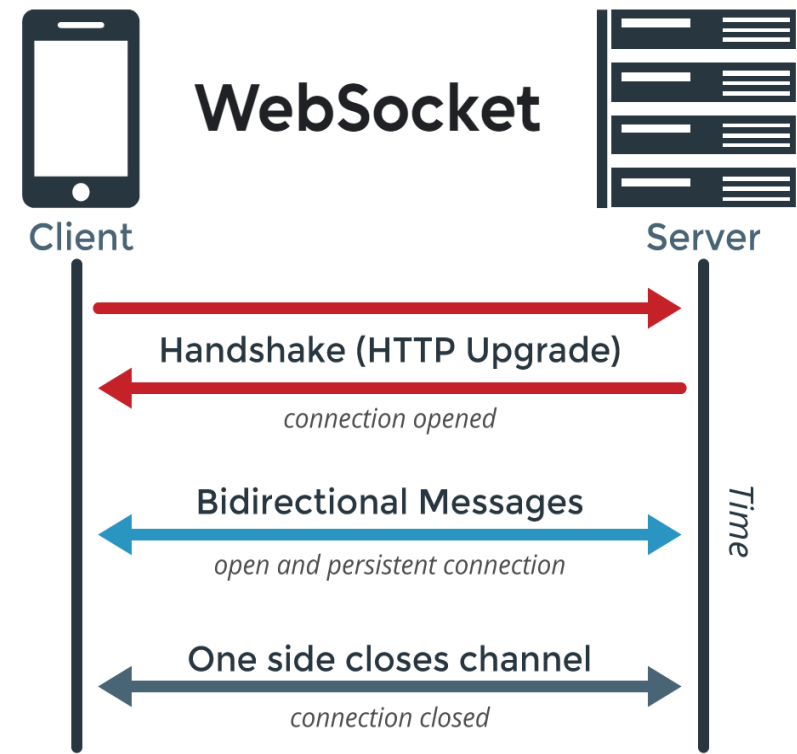 WebSocket
Client
Server
Handshake (HTTP Upgrade)
connection opened
Bidirectional Messages
Time
open and persistent connection
One side closes channel
connection closed